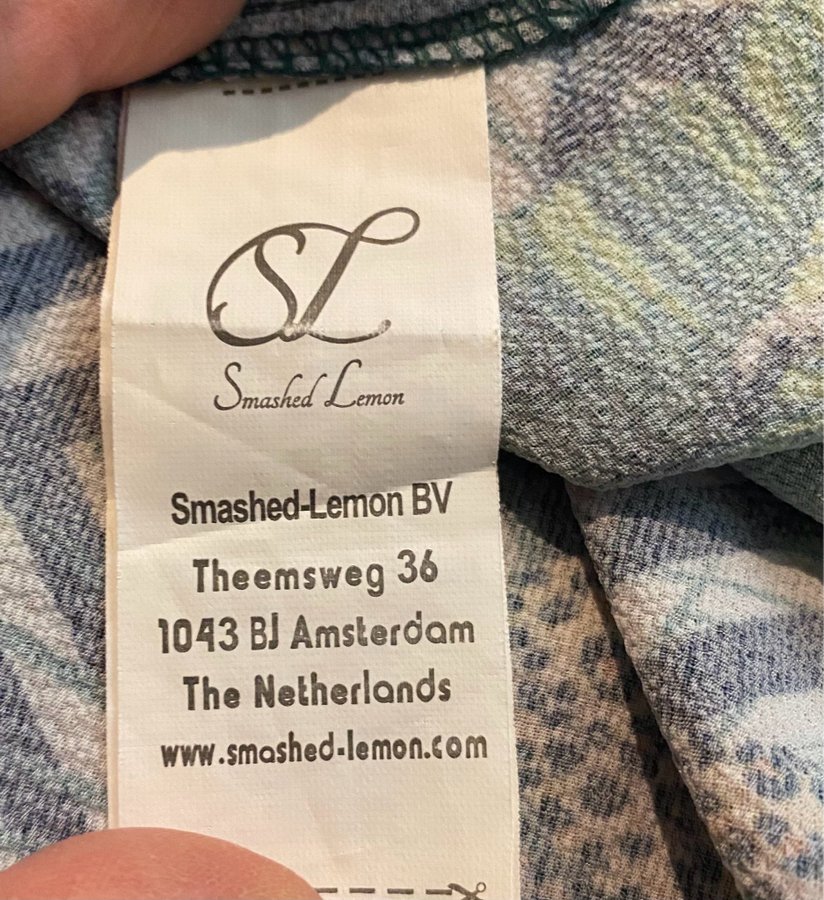 SL
Smashed Lemon
Smashed-Lemon BV
Theemsweg 36
1043 BJ Amsterdam
The Netherlands
www.smashed-lemon.com